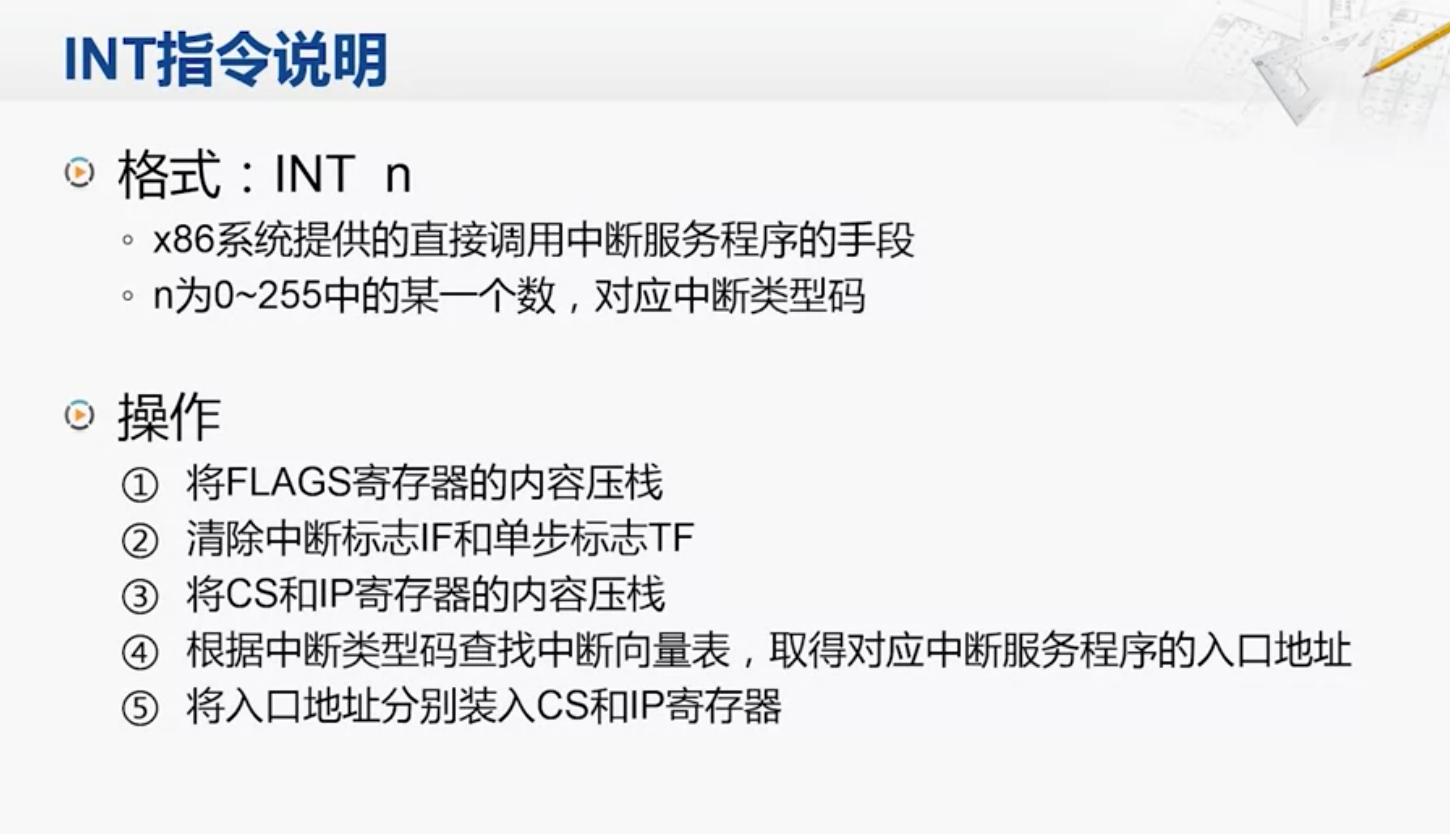 INT指令说明
格式：INT n
◦ x86系统提供的直接调用中断服务程序的手段
◦ n为0~255中的某一个数，对应中断类型码
操作
① 将FLAGS寄存器的内容压栈
② 清除中断标志IF和单步标志TF
③ 将CS和IP寄存器的内容压栈
④ 根据中断类型码查找中断向量表，取得对应中断服务程序的入口地址
⑤ 将入口地址分别装入CS和IP寄存器